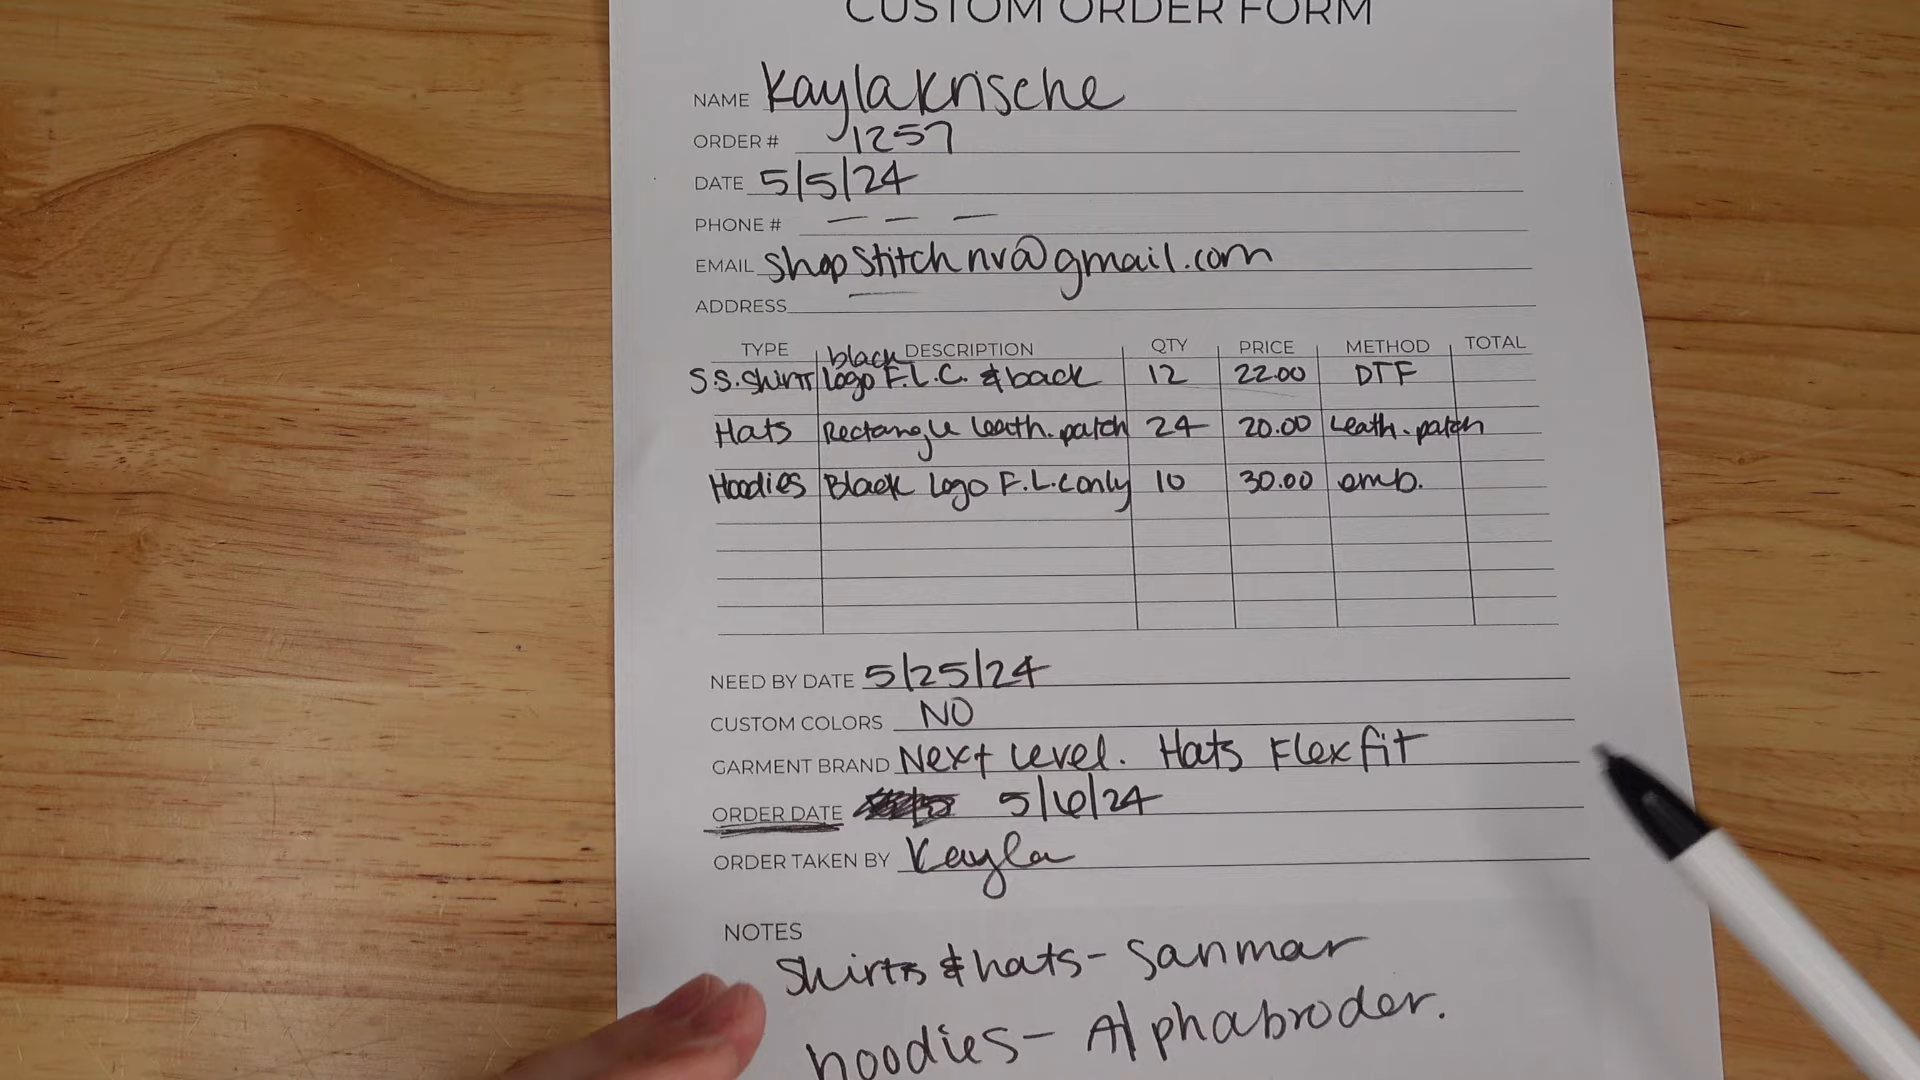 CUSTOM ORDER FORM
NAME Kayla Krische
ORDER # 1257
DATE 5/5/24
PHONE # — — —
EMAIL shopstitchnv@gmail.com
ADDRESS
TYPE DESCRIPTION QTY PRICE METHOD TOTAL
S.S. Shirts black logo F.L.C. & back 12 22.00 DTF
Hats Rectangle leath. patch 24 20.00 Leath. patch
Hoodies Black Logo F.L.C only 10 30.00 emb.
NEED BY DATE 5/25/24
CUSTOM COLORS NO
GARMENT BRAND Next Level. Hats Flexfit
ORDER DATE 5/6/24
ORDER TAKEN BY Kayla
NOTES
Shirts & hats - Sanmar
hoodies - Alphabroder.